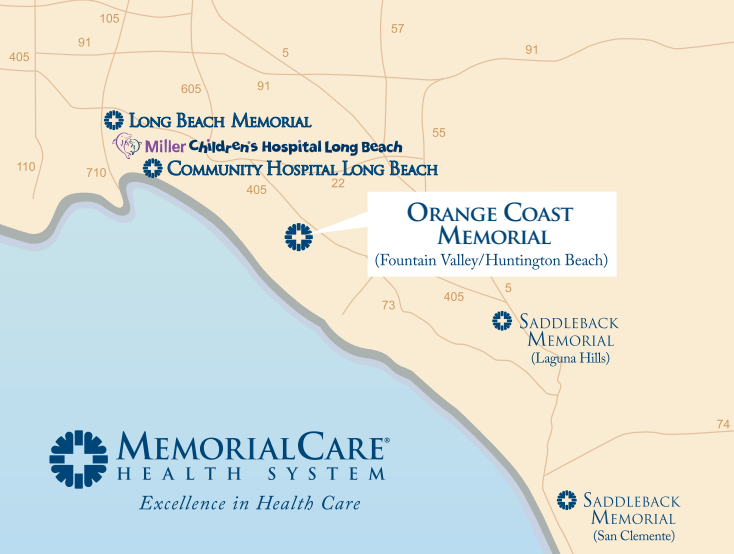 105
57
91
5
91
405
605
91
Long Beach Memorial
55
Miller Children's Hospital Long Beach
110
710
Community Hospital Long Beach
405
22
Orange Coast
Memorial
(Fountain Valley/Huntington Beach)
5
405
73
Saddleback
Memorial
(Laguna Hills)
74
MemorialCare®
HEALTH SYSTEM
Excellence in Health Care
Saddleback
Memorial
(San Clemente)